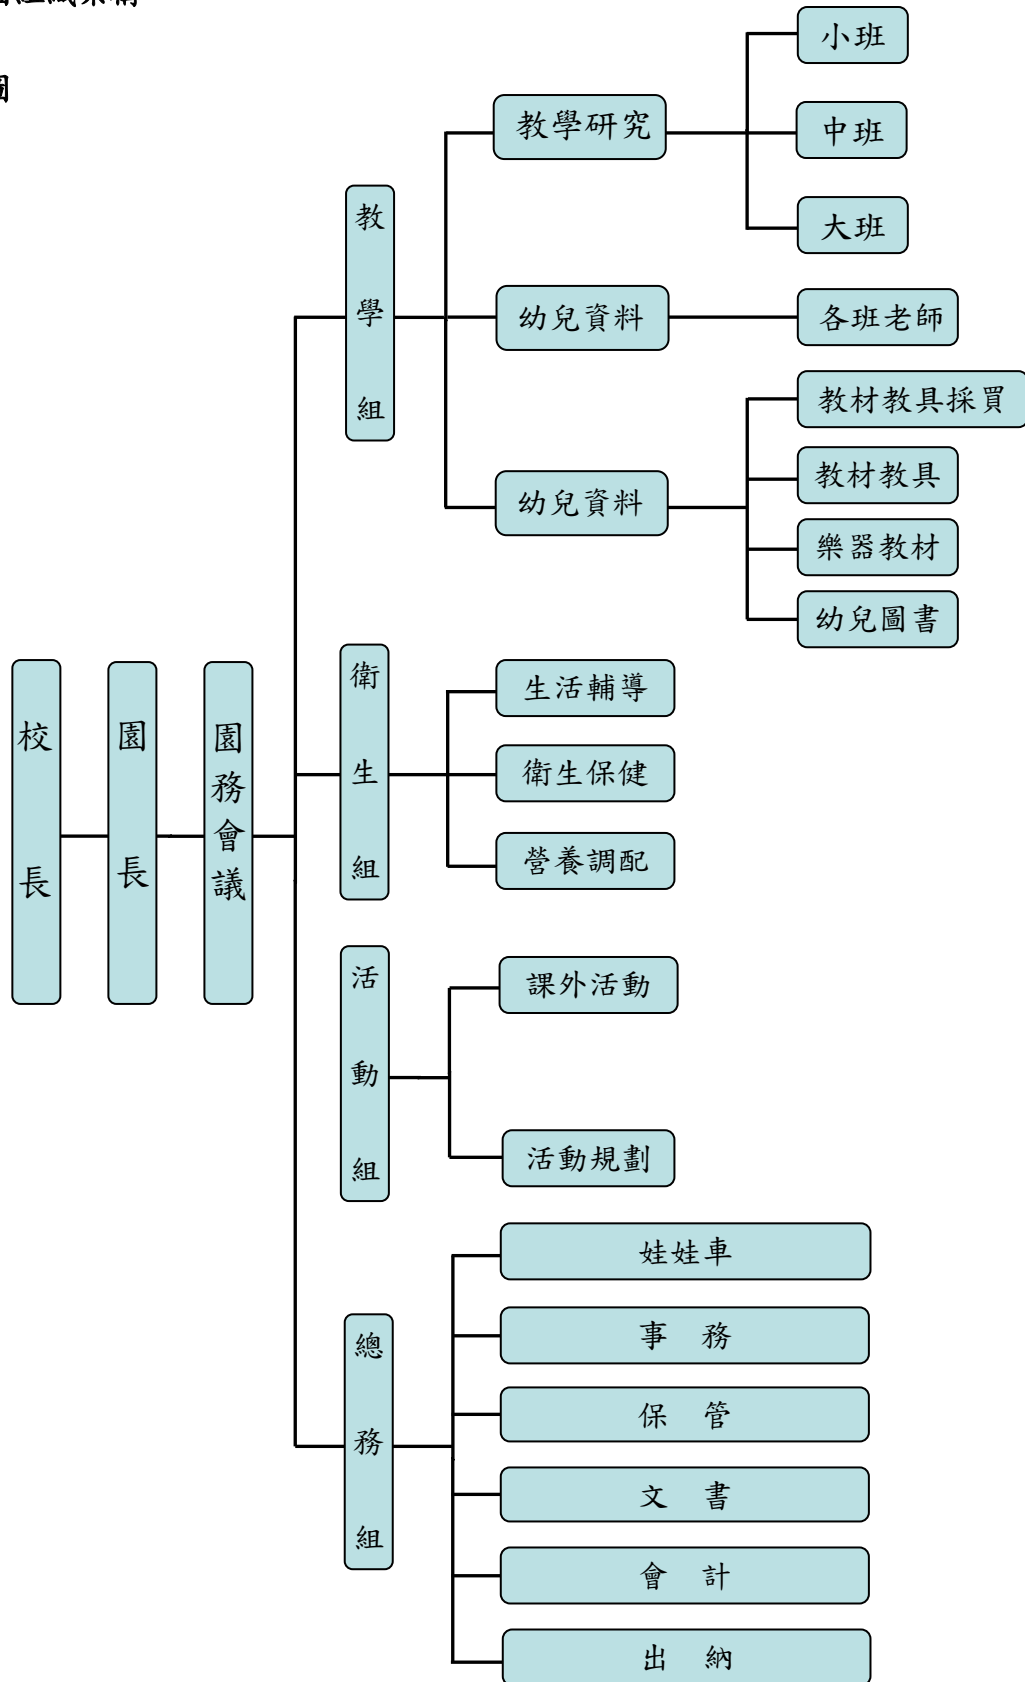 圖
小班
教學研究
中班
大班
教學組
幼兒資料
各班老師
教材教具採買
幼兒資料
教材教具
樂器教材
幼兒圖書
校長
園長
園務會議
衛生組
生活輔導
衛生保健
營養調配
活動組
課外活動
活動規劃
總務組
娃娃車
事 務
保 管
文 書
會 計
出 納